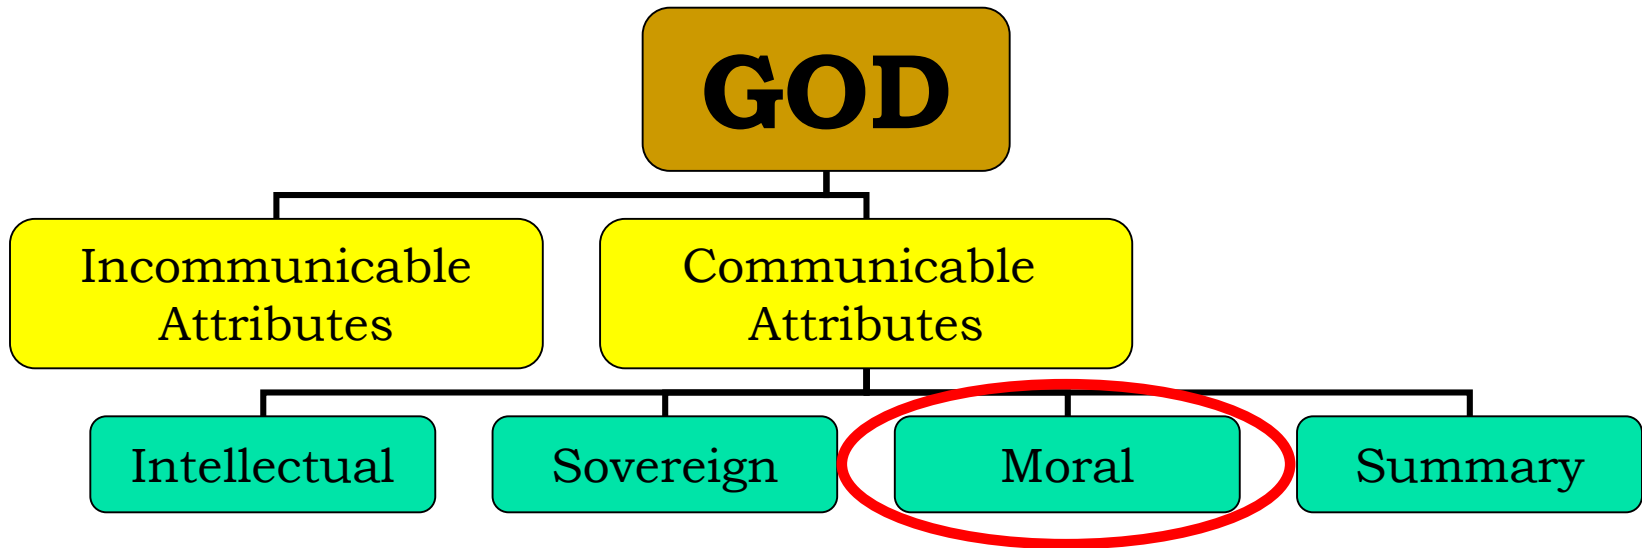 GOD
Incommunicable
Attributes
Communicable
Attributes
Intellectual
Sovereign
Moral
Summary